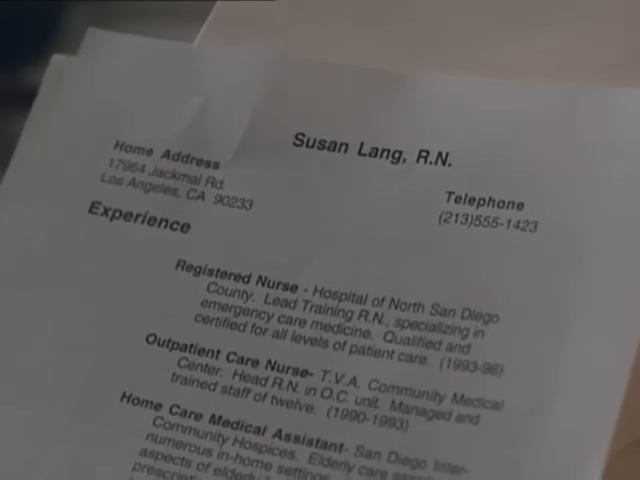 Susan Lang, R.N.
Home Address
17964 Jackmal Rd.
Los Angeles, CA 90233
Telephone
(213)555-1423
Experience
Registered Nurse - Hospital of North San Diego
County. Lead Training R.N., specializing in
emergency care medicine. Qualified and
certified for all levels of patient care. (1993-96)
Outpatient Care Nurse- T.V.A. Community Medical
Center. Head R.N. in O.C. unit. Managed and
trained staff of twelve. (1990-1993)
Home Care Medical Assistant- San Diego Inter-
Community Hospices. Elderly care
numerous in-home settings
aspects of elderly